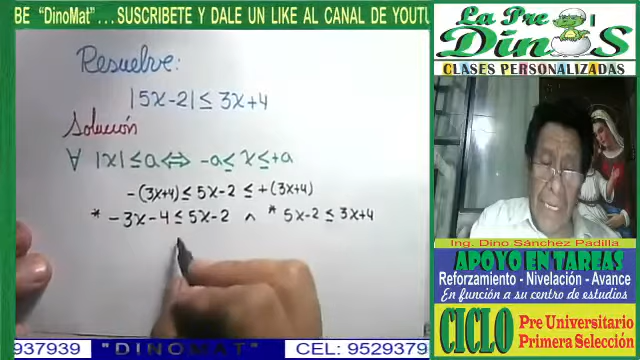 BE "DinoMat"...SUSCRIBETE Y DALE UN LIKE AL CANAL DE YOUTU
Resuelve:
|5x-2| ≤ 3x+4
Solución
∀ |x| ≤ a ⟺ -a ≤ x ≤ +a
-(3x+4) ≤ 5x-2 ≤ +(3x+4)
* -3x-4 ≤ 5x-2 ∧ * 5x-2 ≤ 3x+4
La Pre
DinoS
CLASES PERSONALIZADAS
Ing. Dino Sánchez Padilla
APOYO EN TAREAS
Reforzamiento - Nivelación - Avance
En función a su centro de estudios
CICLO Pre Universitario
Primera Selección
937939 "DINOMAT" CEL: 9529379